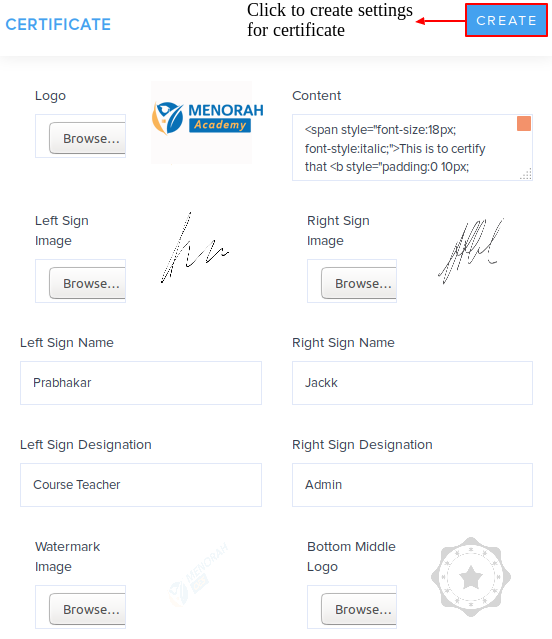 Click to create settings
for certificate
CERTIFICATE
CREATE
Logo
Browse...
MENORAH
Academy
Content
<span style="font-size:18px;
font-style:italic;">This is to certify
that <b style="padding:0 10px;
Left Sign
Image
Browse...
Right Sign
Image
Browse...
Left Sign Name
Right Sign Name
Prabhakar
Jackk
Left Sign Designation
Right Sign Designation
Course Teacher
Admin
Watermark
Image
Browse...
MENORAH
Bottom Middle
Logo
Browse...